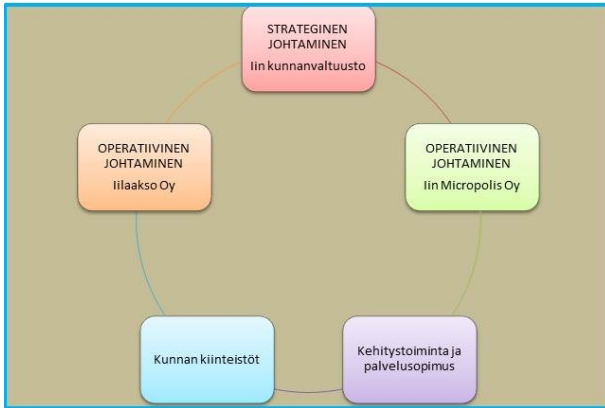 STRATEGINEN
JOHTAMINEN
Iin kunnanvaltuusto
OPERATIIVINEN
JOHTAMINEN
Iilaakso Oy
OPERATIIVINEN
JOHTAMINEN
Iin Micropolis Oy
Kunnan kiinteistöt
Kehitystoiminta ja
palvelusopimus